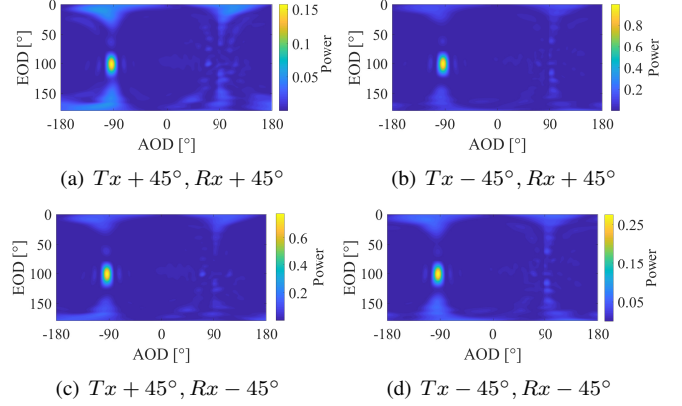 0
50
100
150
EOD [°]
-180 -90 0 90 180
AOD [°]
0.15
0.1
0.05
Power
(a) Tx + 45°, Rx + 45°
0
50
100
150
EOD [°]
-180 -90 0 90 180
AOD [°]
0.8
0.6
0.4
0.2
Power
(b) Tx − 45°, Rx + 45°
0
50
100
150
EOD [°]
-180 -90 0 90 180
AOD [°]
0.6
0.4
0.2
Power
(c) Tx + 45°, Rx − 45°
0
50
100
150
EOD [°]
-180 -90 0 90 180
AOD [°]
0.25
0.15
0.05
Power
(d) Tx − 45°, Rx − 45°